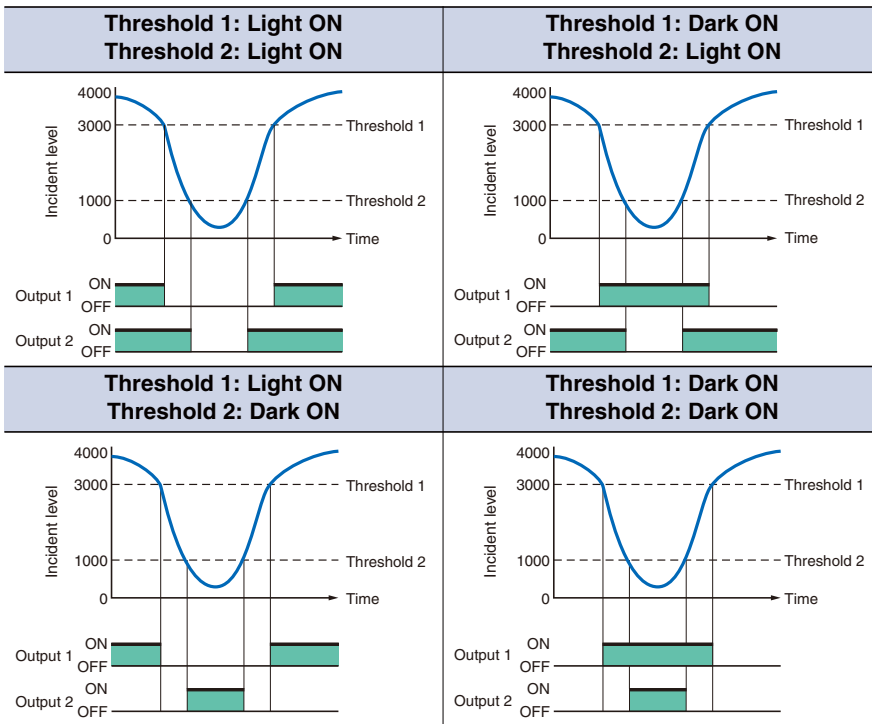 Threshold 1: Light ON
Threshold 2: Light ON
4000
3000
1000
0
Incident level
Threshold 1
Threshold 2
Time
Output 1
ON
OFF
Output 2
ON
OFF
Threshold 1: Dark ON
Threshold 2: Light ON
4000
3000
1000
0
Incident level
Threshold 1
Threshold 2
Time
Output 1
ON
OFF
Output 2
ON
OFF
Threshold 1: Light ON
Threshold 2: Dark ON
4000
3000
1000
0
Incident level
Threshold 1
Threshold 2
Time
Output 1
ON
OFF
Output 2
ON
OFF
Threshold 1: Dark ON
Threshold 2: Dark ON
4000
3000
1000
0
Incident level
Threshold 1
Threshold 2
Time
Output 1
ON
OFF
Output 2
ON
OFF